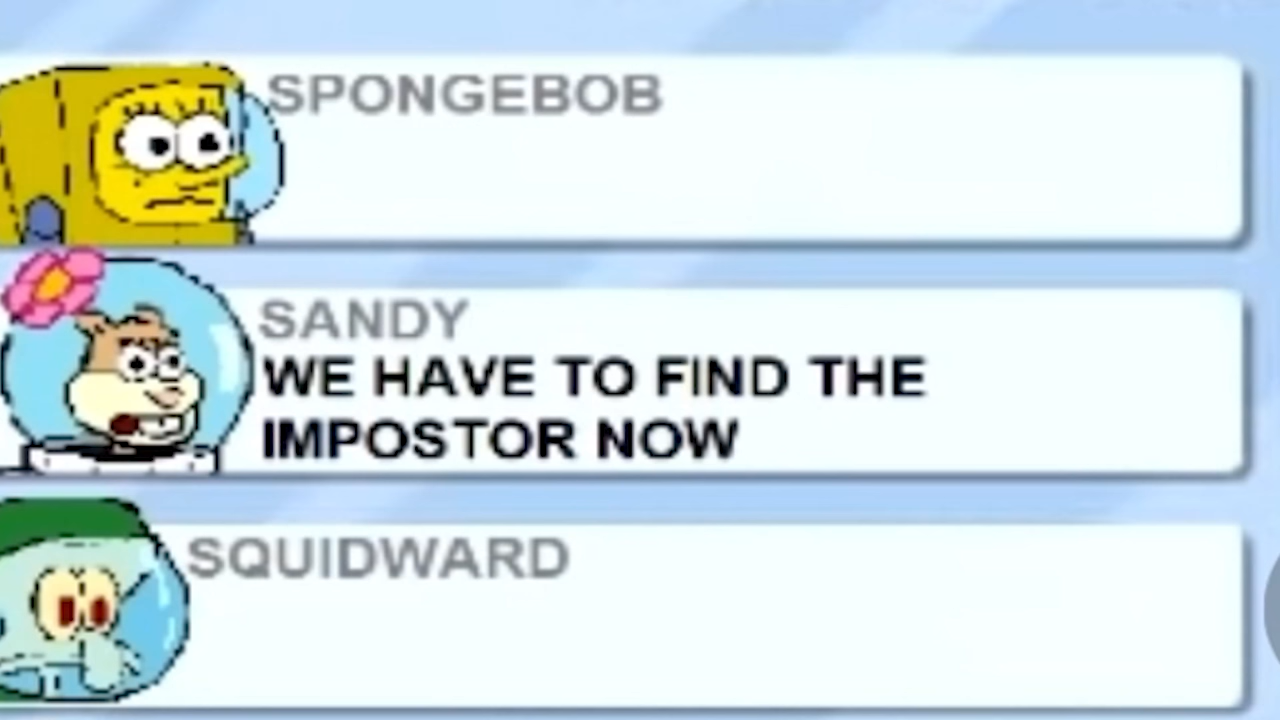 SPONGEBOB
SANDY
WE HAVE TO FIND THE
IMPOSTOR NOW
SQUIDWARD